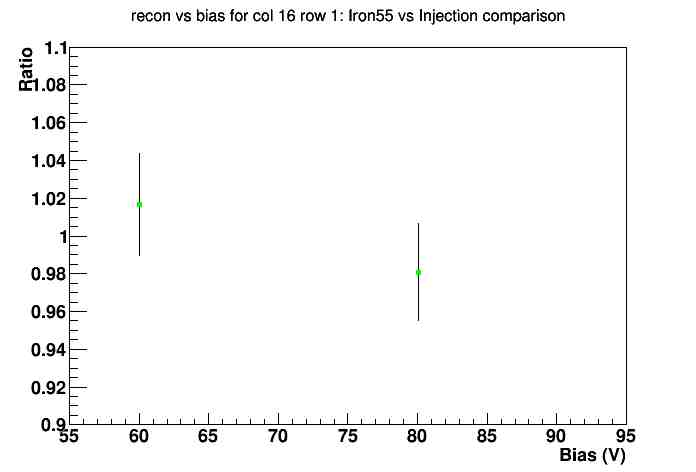 recon vs bias for col 16 row 1: Iron55 vs Injection comparison
Ratio
1.1
1.08
1.06
1.04
1.02
1
0.98
0.96
0.94
0.92
0.9
55 60 65 70 75 80 85 90 95
Bias (V)